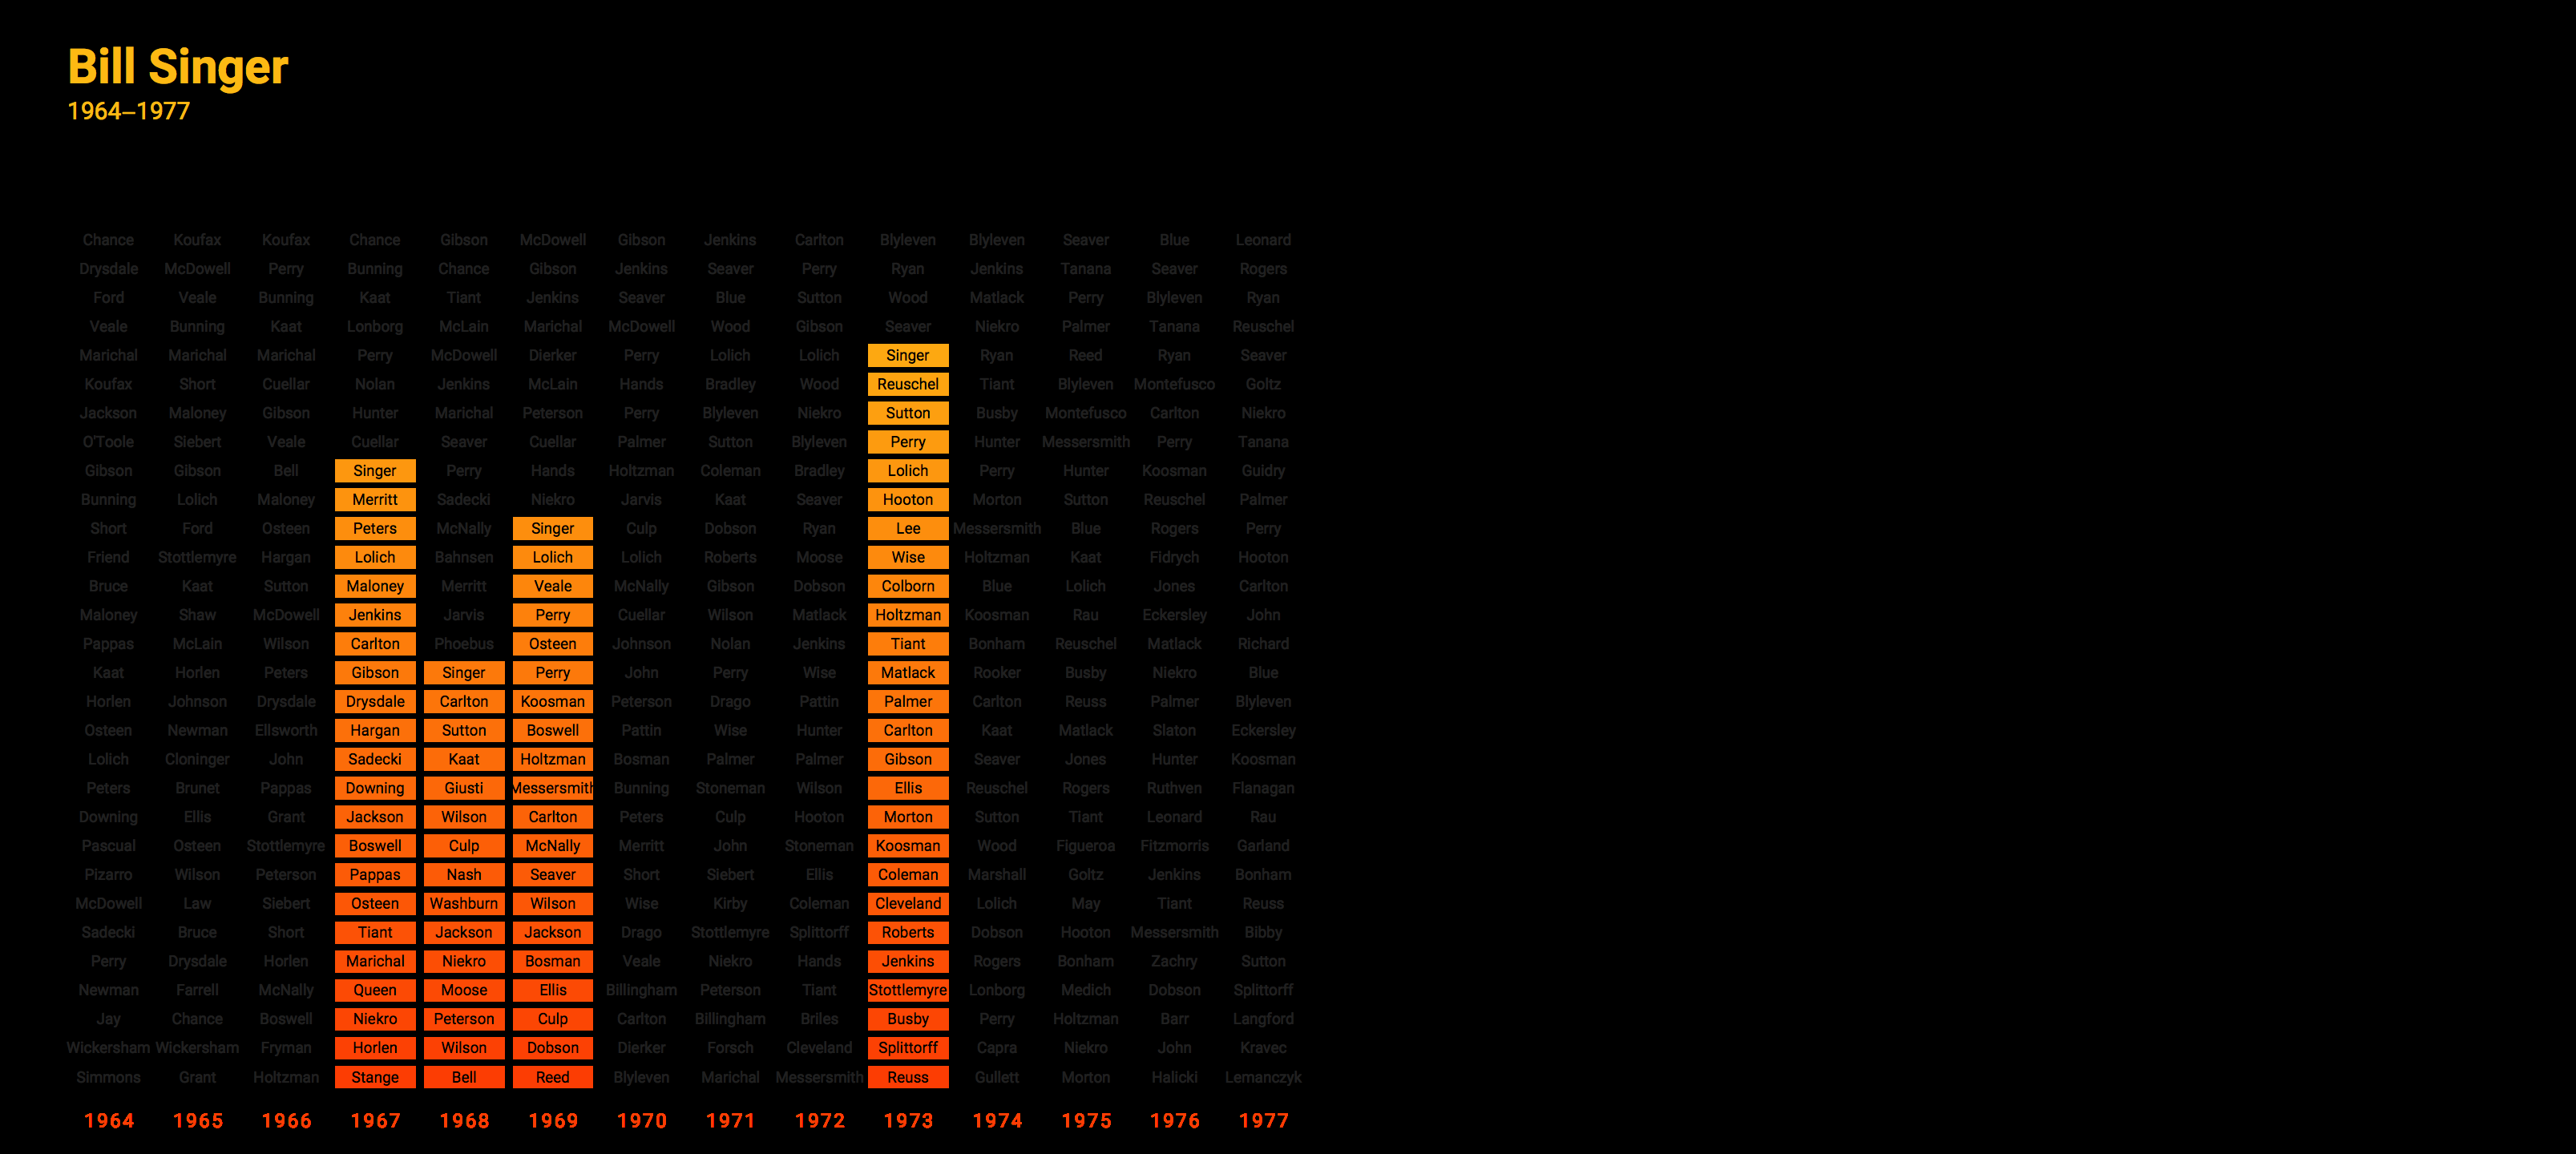 Bill Singer
1964–1977
Chance Koufax Koufax Chance Gibson McDowell Gibson Jenkins Carlton Blyleven Blyleven Seaver Blue Leonard
Drysdale McDowell Perry Bunning Chance Gibson Jenkins Seaver Perry Ryan Jenkins Tanana Seaver Rogers
Ford Veale Bunning Kaat Tiant Jenkins Seaver Blue Sutton Wood Matlack Perry Blyleven Ryan
Veale Bunning Kaat Lonborg McLain Marichal McDowell Wood Gibson Seaver Niekro Palmer Tanana Reuschel
Marichal Marichal Marichal Perry McDowell Dierker Perry Lolich Lolich Singer Ryan Reed Ryan Seaver
Koufax Short Cuellar Nolan Jenkins McLain Hands Bradley Wood Reuschel Tiant Blyleven Montefusco Goltz
Jackson Maloney Gibson Hunter Marichal Peterson Perry Blyleven Niekro Sutton Busby Montefusco Carlton Niekro
O'Toole Siebert Veale Cuellar Seaver Cuellar Palmer Sutton Blyleven Perry Hunter Messersmith Perry Tanana
Gibson Gibson Bell Singer Perry Hands Holtzman Coleman Bradley Lolich Perry Hunter Koosman Guidry
Bunning Lolich Maloney Merritt Sadecki Niekro Jarvis Kaat Seaver Hooton Morton Sutton Reuschel Palmer
Short Ford Osteen Peters McNally Singer Culp Dobson Ryan Lee Messersmith Blue Rogers Perry
Friend Stottlemyre Hargan Lolich Bahnsen Lolich Lolich Roberts Moose Wise Holtzman Kaat Fidrych Hooton
Bruce Kaat Sutton Maloney Merritt Veale McNally Gibson Dobson Colborn Blue Lolich Jones Carlton
Maloney Shaw McDowell Jenkins Jarvis Perry Cuellar Wilson Matlack Holtzman Koosman Rau Eckersley John
Pappas McLain Wilson Carlton Phoebus Osteen Johnson Nolan Jenkins Tiant Bonham Reuschel Matlack Richard
Kaat Horlen Peters Gibson Singer Perry John Perry Wise Matlack Rooker Busby Niekro Blue
Horlen Johnson Drysdale Drysdale Carlton Koosman Peterson Drago Pattin Palmer Carlton Reuss Palmer Blyleven
Osteen Newman Ellsworth Hargan Sutton Boswell Pattin Wise Hunter Carlton Kaat Matlack Slaton Eckersley
Lolich Cloninger John Sadecki Kaat Holtzman Bosman Palmer Palmer Gibson Seaver Jones Hunter Koosman
Peters Brunet Pappas Downing Giusti Messersmith Bunning Stoneman Wilson Ellis Reuschel Rogers Ruthven Flanagan
Downing Ellis Grant Jackson Wilson Carlton Peters Culp Hooton Morton Sutton Tiant Leonard Rau
Pascual Osteen Stottlemyre Boswell Culp McNally Merritt John Stoneman Koosman Wood Figueroa Fitzmorris Garland
Pizarro Wilson Peterson Pappas Nash Seaver Short Siebert Ellis Coleman Marshall Goltz Jenkins Bonham
McDowell Law Siebert Osteen Washburn Wilson Wise Kirby Coleman Cleveland Lolich May Tiant Reuss
Sadecki Bruce Short Tiant Jackson Jackson Drago Stottlemyre Splittorff Roberts Dobson Hooton Messersmith Bibby
Perry Drysdale Horlen Marichal Niekro Bosman Veale Niekro Hands Jenkins Rogers Bonham Zachry Sutton
Newman Farrell McNally Queen Moose Ellis Billingham Peterson Tiant Stottlemyre Lonborg Medich Dobson Splittorff
Jay Chance Boswell Niekro Peterson Culp Carlton Billingham Briles Busby Perry Holtzman Barr Langford
Wickersham Wickersham Fryman Horlen Wilson Dobson Dierker Forsch Cleveland Splittorff Capra Niekro John Kravec
Simmons Grant Holtzman Stange Bell Reed Blyleven Marichal Messersmith Reuss Gullett Morton Halicki Lemanczyk
1964 1965 1966 1967 1968 1969 1970 1971 1972 1973 1974 1975 1976 1977